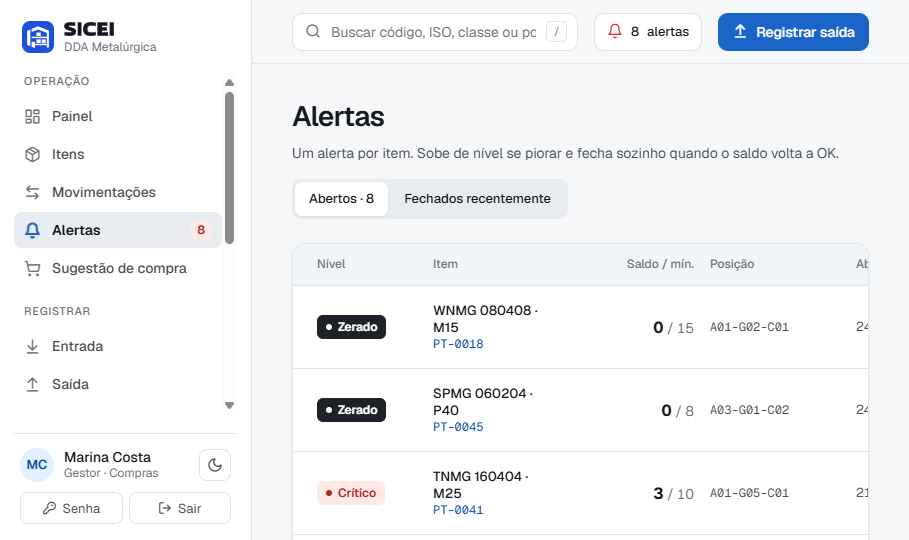 SICEI
DDA Metalúrgica
OPERAÇÃO
Painel
Itens
Movimentações
Alertas 8
Sugestão de compra
REGISTRAR
Entrada
Saída
MC
Marina Costa
Gestor · Compras
Senha
Sair
Buscar código, ISO, classe ou po /
8 alertas
Registrar saída
Alertas
Um alerta por item. Sobe de nível se piorar e fecha sozinho quando o saldo volta a OK.
Abertos · 8
Fechados recentemente
Nível Item Saldo / mín. Posição
Zerado
WNMG 080408 ·
M15
PT-0018
0 / 15
A01-G02-C01
24
Zerado
SPMG 060204 ·
P40
PT-0045
0 / 8
A03-G01-C02
24
Crítico
TNMG 160404 ·
M25
PT-0041
3 / 10
A01-G05-C01
21